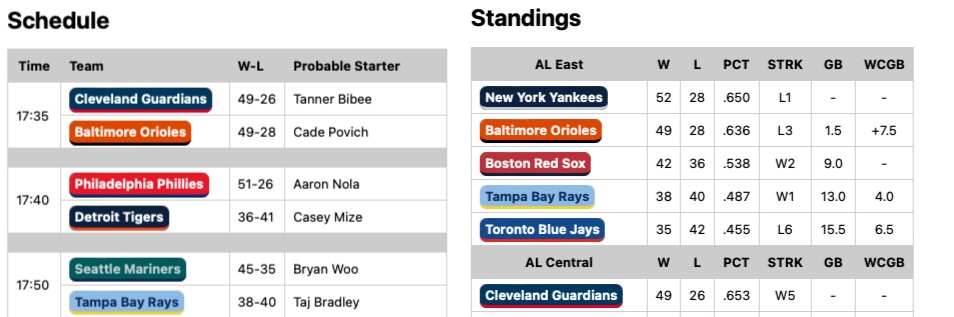 Schedule
Time Team W-L Probable Starter
17:35
Cleveland Guardians 49-26 Tanner Bibee
Baltimore Orioles 49-28 Cade Povich
17:40
Philadelphia Phillies 51-26 Aaron Nola
Detroit Tigers 36-41 Casey Mize
17:50
Seattle Mariners 45-35 Bryan Woo
Tampa Bay Rays 38-40 Taj Bradley
Standings
AL East W L PCT STRK GB WCGB
New York Yankees 52 28 .650 L1 - -
Baltimore Orioles 49 28 .636 L3 1.5 +7.5
Boston Red Sox 42 36 .538 W2 9.0 -
Tampa Bay Rays 38 40 .487 W1 13.0 4.0
Toronto Blue Jays 35 42 .455 L6 15.5 6.5
AL Central W L PCT STRK GB WCGB
Cleveland Guardians 49 26 .653 W5 - -